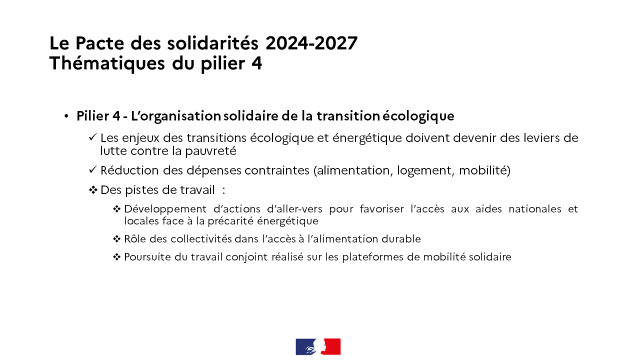 Le Pacte des solidarités 2024-2027
Thématiques du pilier 4
• Pilier 4 - L'organisation solidaire de la transition écologique
✓ Les enjeux des transitions écologique et énergétique doivent devenir des leviers de
lutte contre la pauvreté
✓ Réduction des dépenses contraintes (alimentation, logement, mobilité)
❖ Des pistes de travail :
❖ Développement d'actions d'aller-vers pour favoriser l'accès aux aides nationales et
locales face à la précarité énergétique
❖ Rôle des collectivités dans l'accès à l'alimentation durable
❖ Poursuite du travail conjoint réalisé sur les plateformes de mobilité solidaire